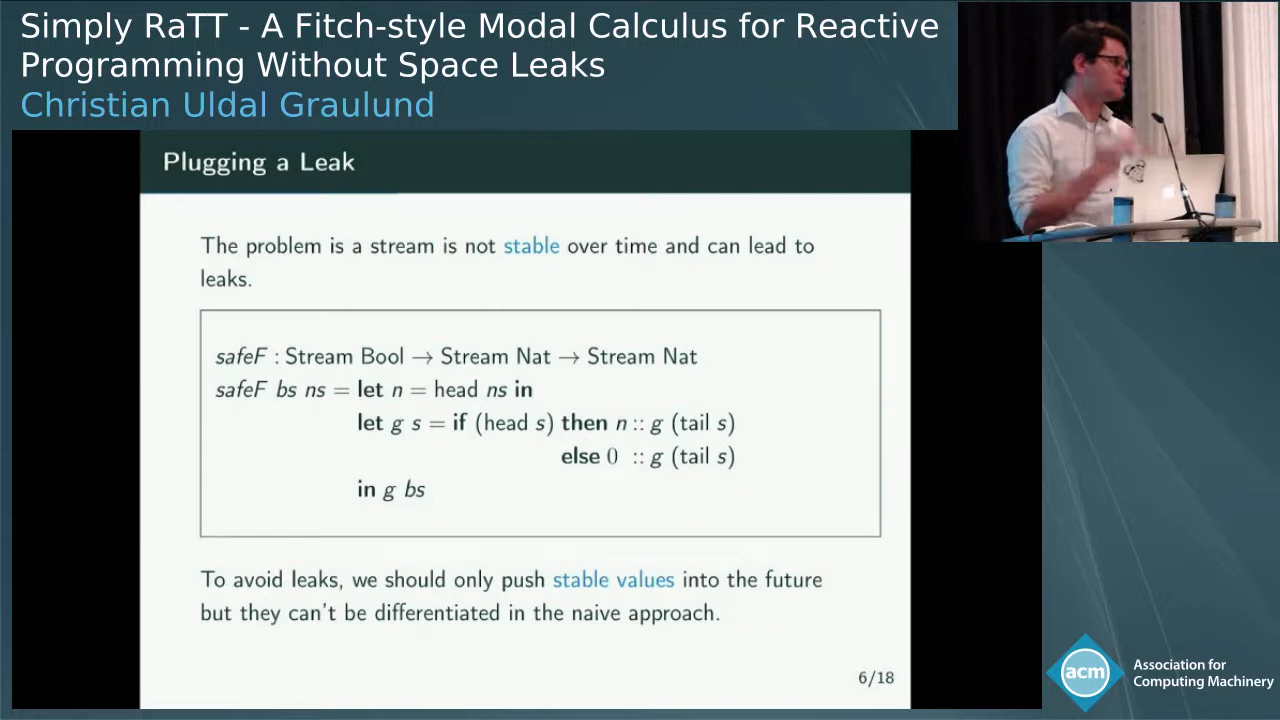 Simply RaTT - A Fitch-style Modal Calculus for Reactive
Programming Without Space Leaks
Christian Uldal Graulund
Plugging a Leak
The problem is a stream is not stable over time and can lead to
leaks.
safeF : Stream Bool → Stream Nat → Stream Nat
safeF bs ns = let n = head ns in
let g s = if (head s) then n :: g (tail s)
else 0 :: g (tail s)
in g bs
To avoid leaks, we should only push stable values into the future
but they can't be differentiated in the naive approach.
6/18
acm
Association for
Computing Machinery